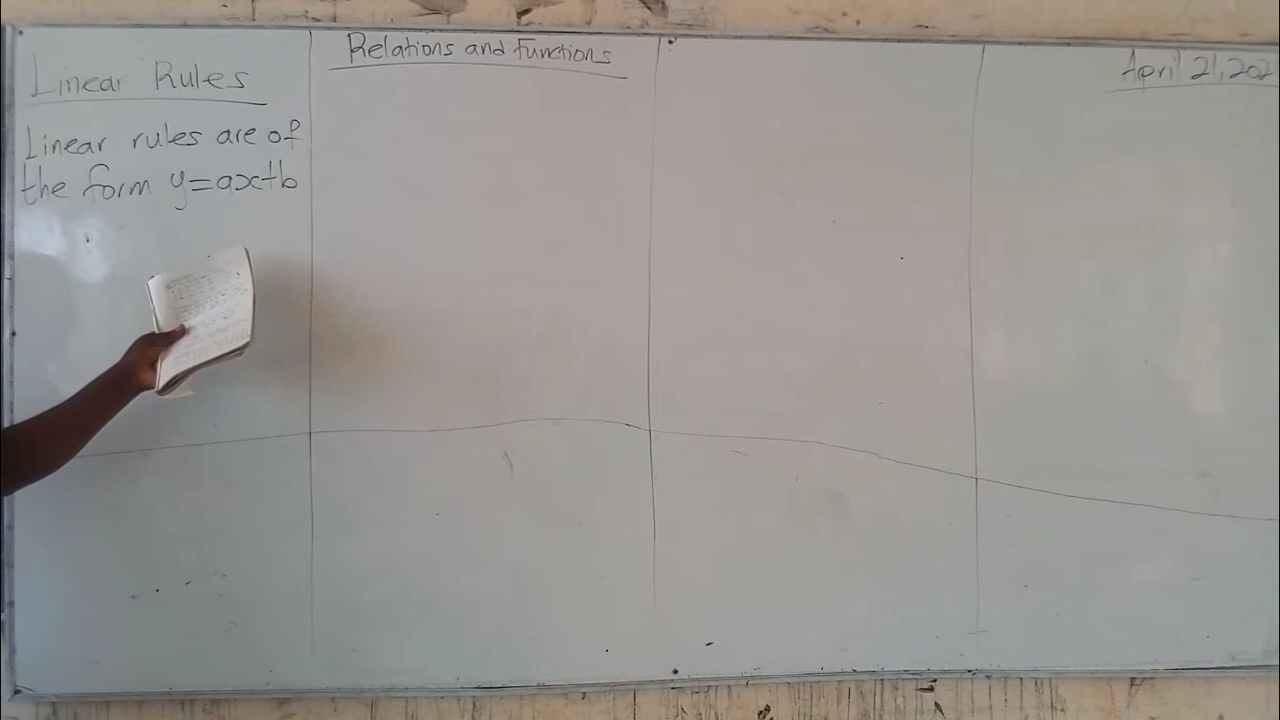 Relations and Functions
April 21, 202
Linear Rules
Linear rules are of
the form y=ax+b